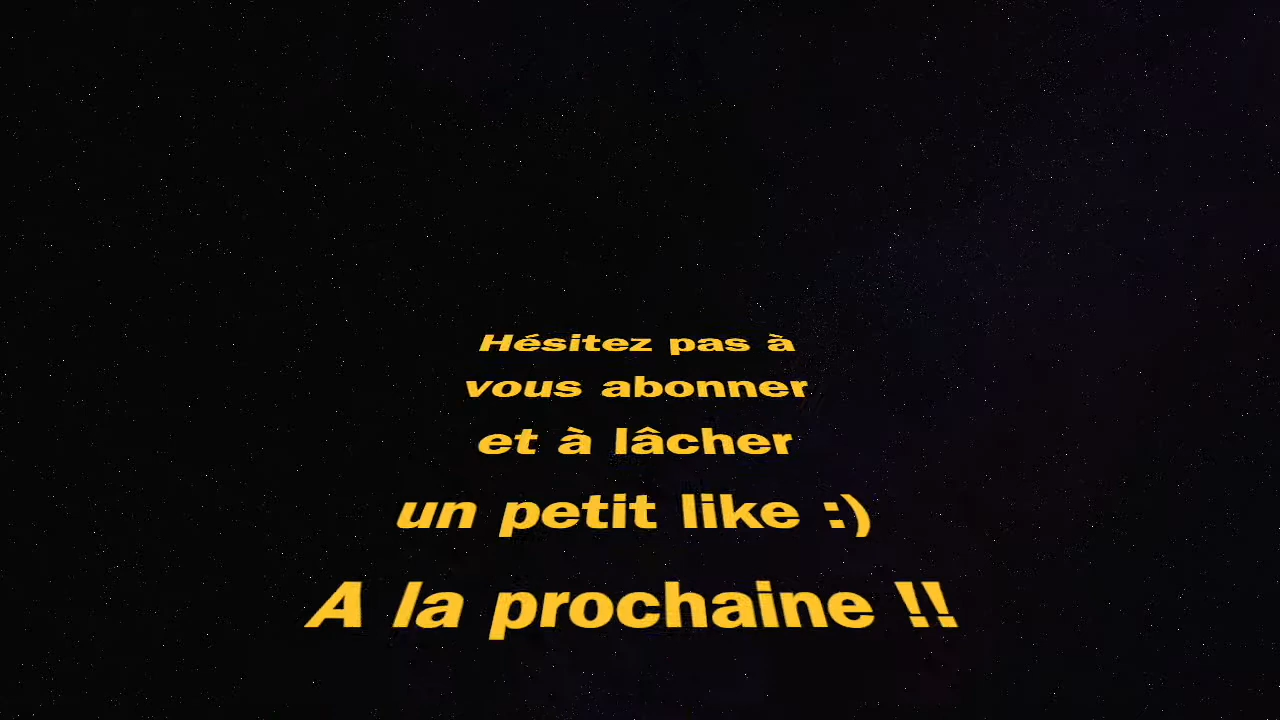 Hésitez pas à
vous abonner
et à lâcher
un petit like :)
A la prochaine !!